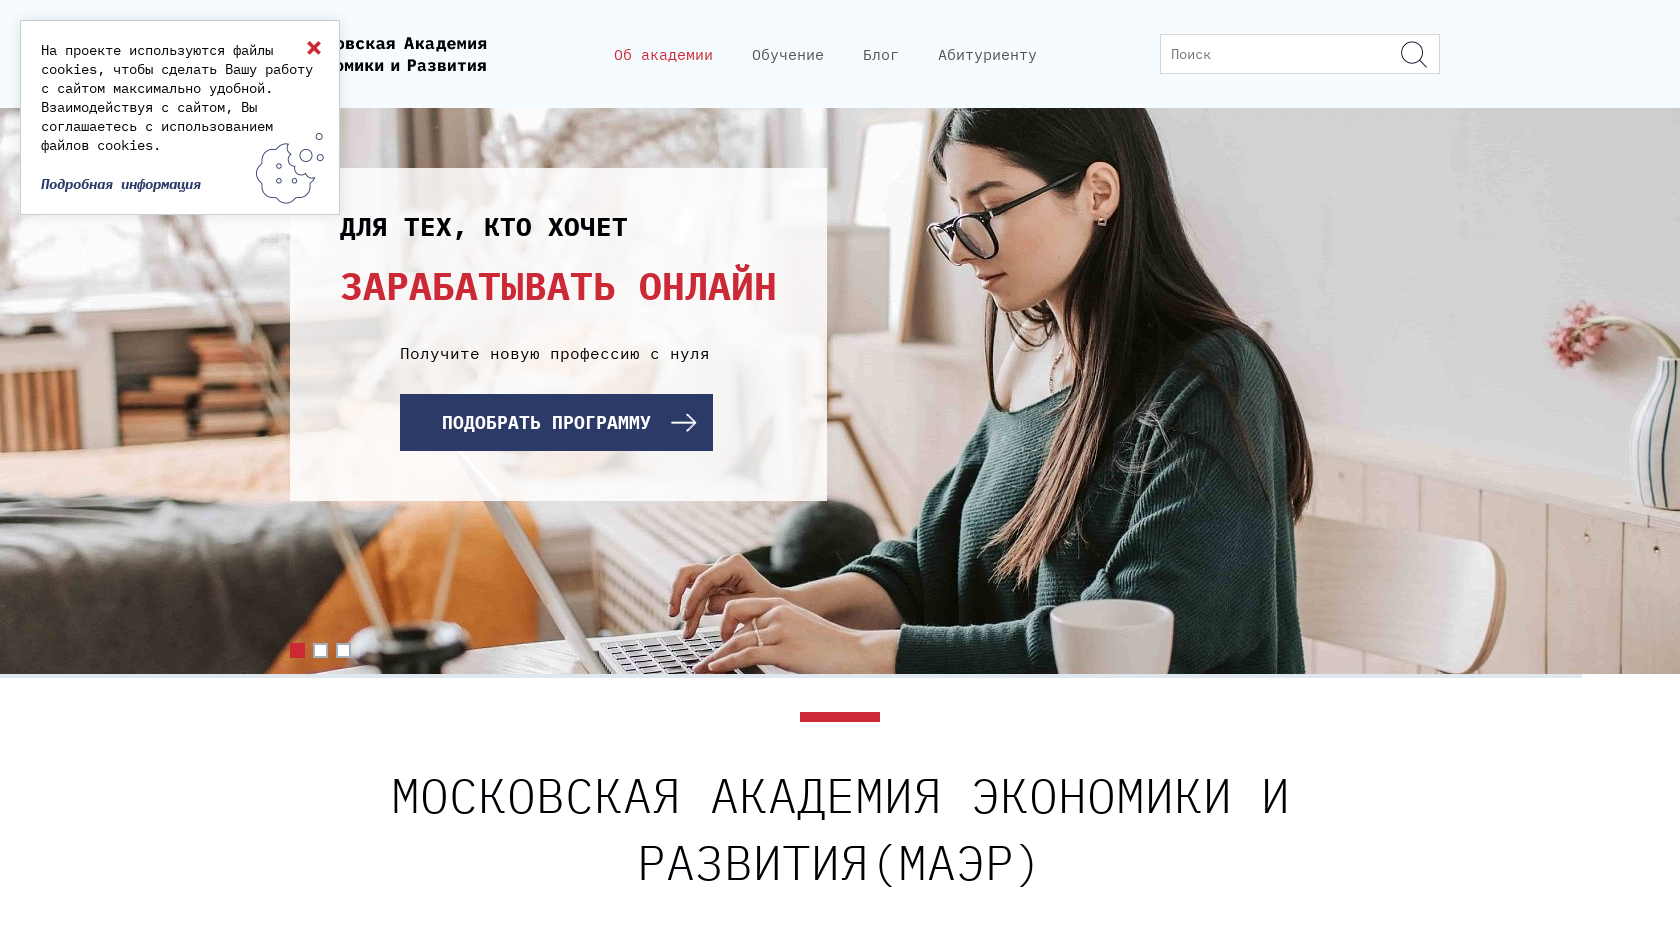 На проекте используются файлы
cookies, чтобы сделать Вашу работу
с сайтом максимально удобной.
Взаимодействуя с сайтом, Вы
соглашаетесь с использованием
файлов cookies.
Подробная информация
Академия
и Развития
Об академии
Обучение
Блог
Абитуриенту
Поиск
ДЛЯ ТЕХ, КТО ХОЧЕТ
ЗАРАБАТЫВАТЬ ОНЛАЙН
Получите новую профессию с нуля
ПОДОБРАТЬ ПРОГРАММУ
МОСКОВСКАЯ АКАДЕМИЯ ЭКОНОМИКИ И
РАЗВИТИЯ(МАЭР)